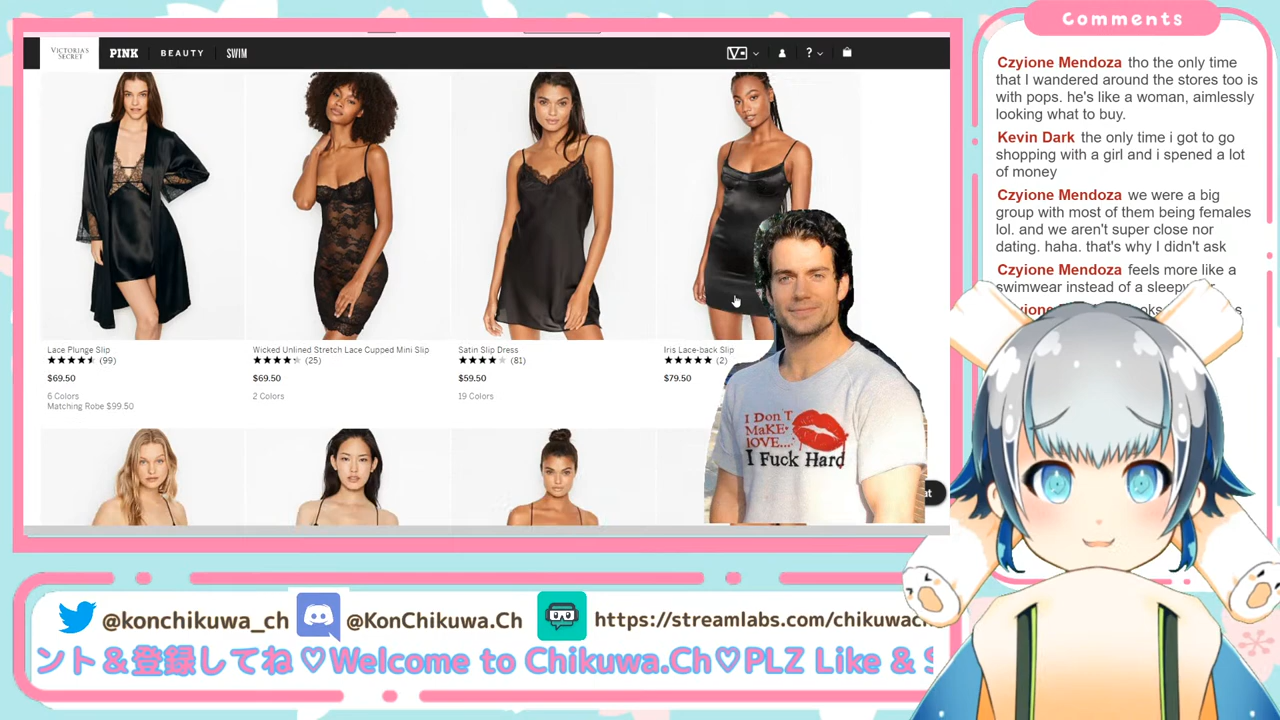 VICTORIA'S
SECRET
PINK
BEAUTY
SWIM
?
Lace Plunge Slip
(99)
$69.50
6 Colors
Matching Robe $99.50
Wicked Unlined Stretch Lace Cupped Mini Slip
(25)
$69.50
2 Colors
Satin Slip Dress
(81)
$59.50
19 Colors
Iris Lace-back Slip
(2)
$79.50
I Don'T
MaKE
lOVE....
I Fuck Hard
Comments
Czyione Mendoza tho the only time
that I wandered around the stores too is
with pops. he's like a woman, aimlessly
looking what to buy.
Kevin Dark the only time i got to go
shopping with a girl and i spened a lot
of money
Czyione Mendoza we were a big
group with most of them being females
lol. and we aren't super close nor
dating. haha. that's why I didn't ask
Czyione Mendoza feels more like a
swimwear instead of a
@konchikuwa_ch
@KonChikuwa.Ch
https://streamlabs.com/chikuwac
ント＆登録してね♡Welcome to Chikuwa.Ch♡PLZ Like & S